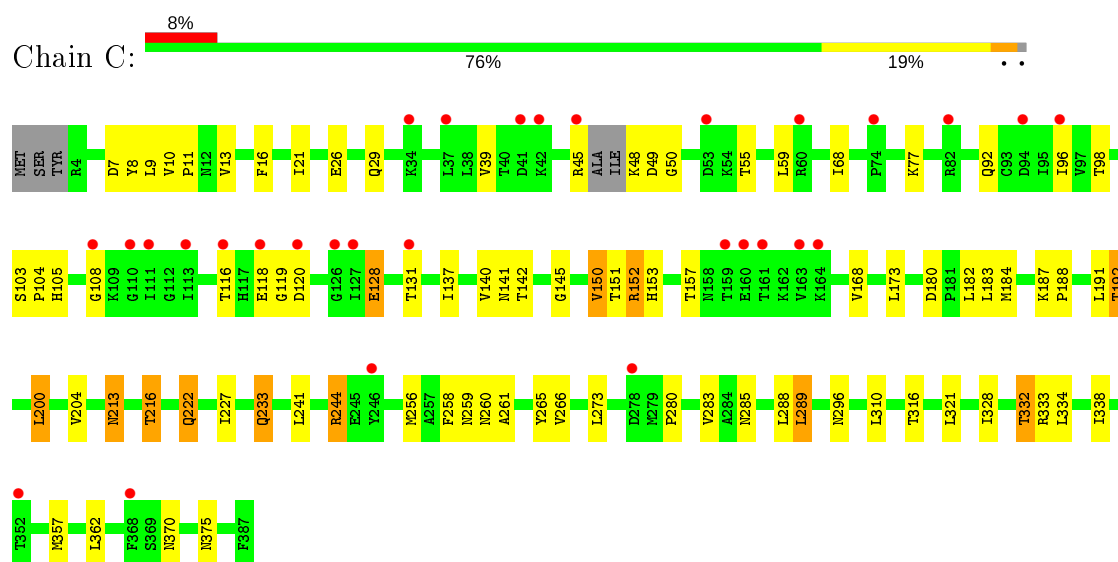 8%
Chain C:
76% 19% • •
MET SER TYR R4 D7 Y8 L9 V10 P11 N12 V13 F16 I21 E26 Q29 K34 L37 L38 V39 T40 D41 K42 R45 ALA ILE K48 D49 G50 D53 K54 T55 L59 R60 I68 P74 K77 R82 Q92 C93 D94 I95 I96 V97 T98
S103 P104 H105 G108 K109 G110 I111 G112 I113 T116 H117 E118 G119 D120 G126 I127 E128 T131 I137 V140 N141 T142 G145 V150 T151 R152 H153 T157 N158 T159 E160 T161 K162 V163 K164 V168 L173 D180 P181 L182 L183 M184 K187 P188 L191 T192
L200 V204 N213 T216 Q222 I227 Q233 L241 R244 E245 Y246 M256 A257 F258 N259 N260 A261 Y265 V266 L273 D278 M279 P280 V283 A284 N285 L288 L289 N296 L310 T316 L321 I328 T332 R333 L334 I338
T352 M357 L362 F368 S369 N370 N375 F387